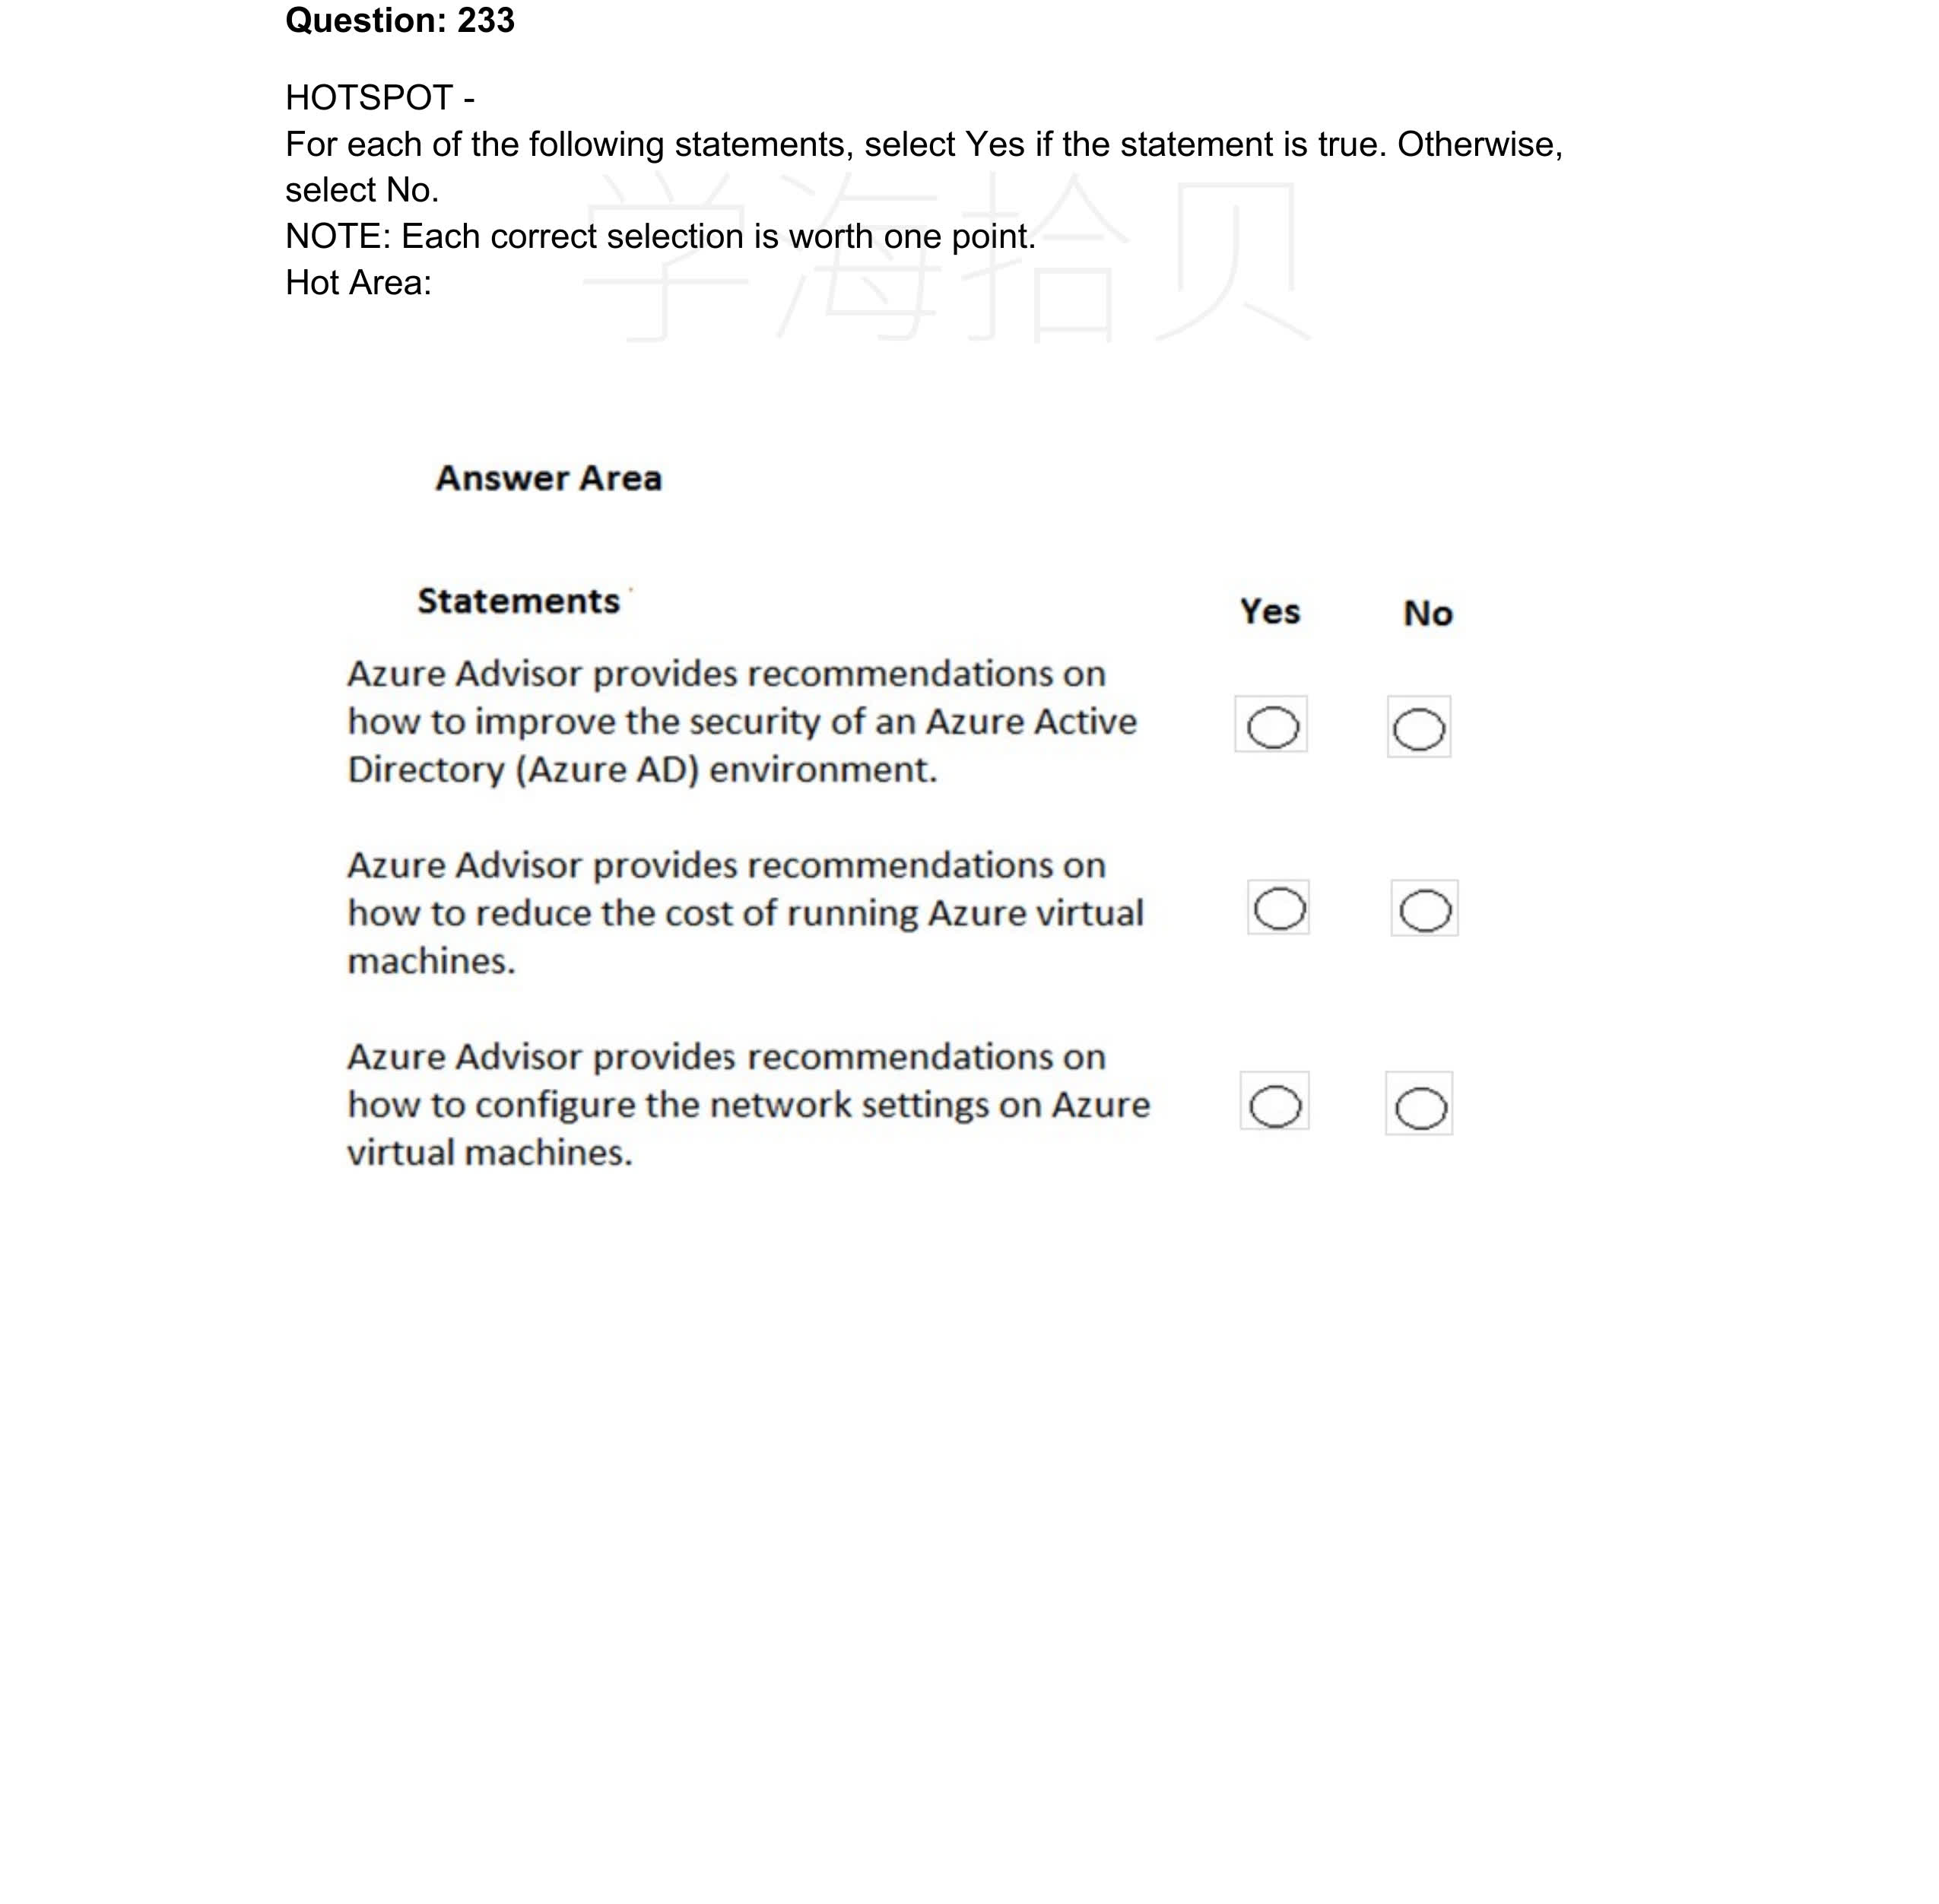 Question: 233
HOTSPOT -
For each of the following statements, select Yes if the statement is true. Otherwise,
select No.
NOTE: Each correct selection is worth one point.
Hot Area:
学海拾贝
Answer Area
Statements
Yes No
Azure Advisor provides recommendations on
how to improve the security of an Azure Active
Directory (Azure AD) environment.
Azure Advisor provides recommendations on
how to reduce the cost of running Azure virtual
machines.
Azure Advisor provides recommendations on
how to configure the network settings on Azure
virtual machines.